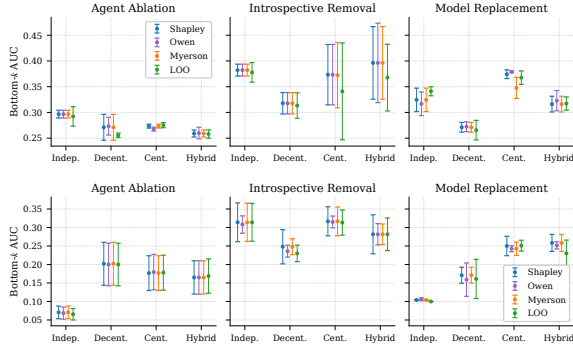 Agent Ablation
Introspective Removal
Model Replacement
Bottom-k AUC
0.45
0.40
0.35
0.30
0.25
Shapley
Owen
Myerson
LOO
Indep. Decent. Cent. Hybrid
Indep. Decent. Cent. Hybrid
Indep. Decent. Cent. Hybrid
Agent Ablation
Introspective Removal
Model Replacement
Bottom-k AUC
0.35
0.30
0.25
0.20
0.15
0.10
0.05
Shapley
Owen
Myerson
LOO
Indep. Decent. Cent. Hybrid
Indep. Decent. Cent. Hybrid
Indep. Decent. Cent. Hybrid